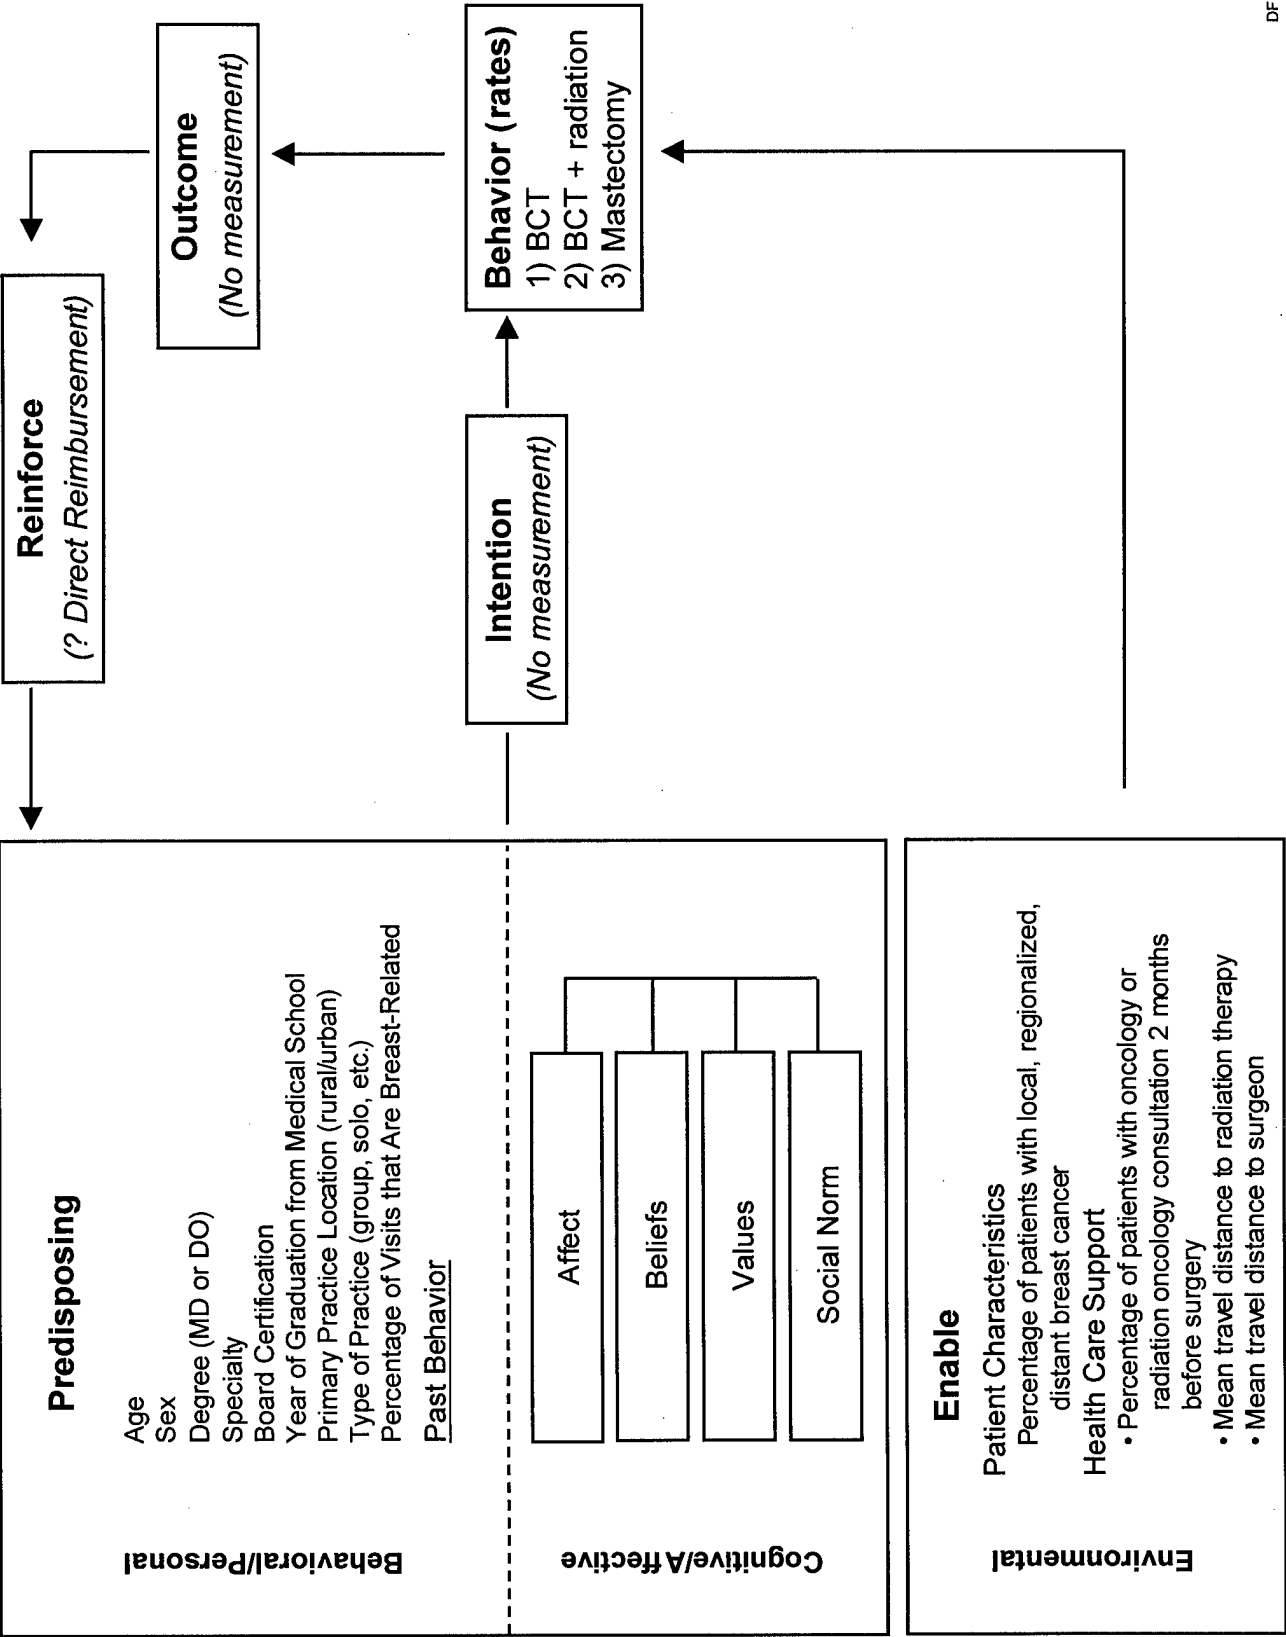 Predisposing
Behavioral/Personal
Age
Sex
Degree (MD or DO)
Specialty
Board Certification
Year of Graduation from Medical School
Primary Practice Location (rural/urban)
Type of Practice (group, solo, etc.)
Percentage of Visits that Are Breast-Related
Past Behavior
Cognitive/Affective
Affect
Beliefs
Values
Social Norm
Environmental
Enable
Patient Characteristics
Percentage of patients with local, regionalized,
distant breast cancer
Health Care Support
• Percentage of patients with oncology or
radiation oncology consultation 2 months
before surgery
• Mean travel distance to radiation therapy
• Mean travel distance to surgeon
Reinforce
(? Direct Reimbursement)
Intention
(No measurement)
Outcome
(No measurement)
Behavior (rates)
1) BCT
2) BCT + radiation
3) Mastectomy
DF